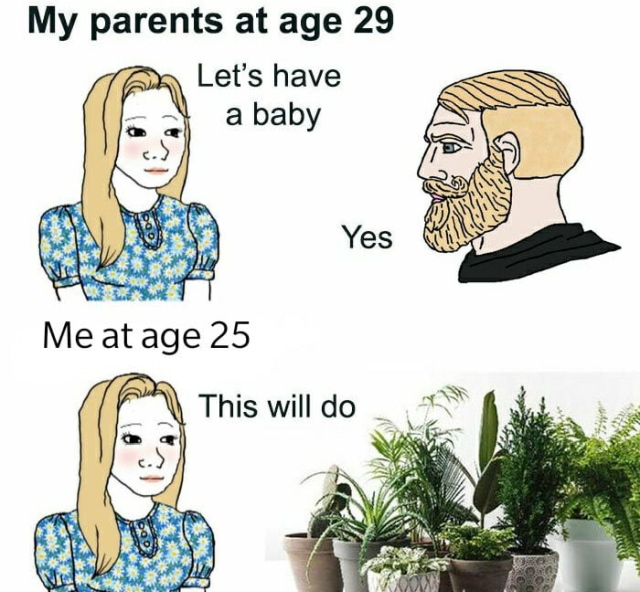 My parents at age 29
Let's have
a baby
Yes
Me at age 25
This will do